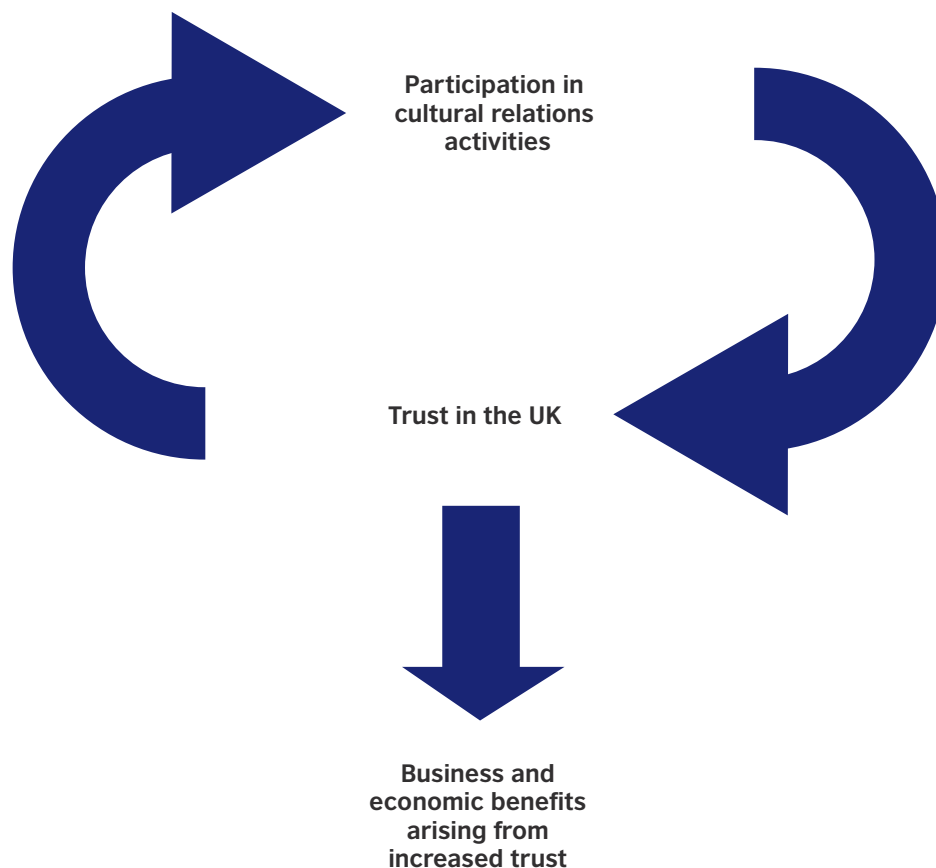 Participation in
cultural relations
activities
Trust in the UK
Business and
economic benefits
arising from
increased trust